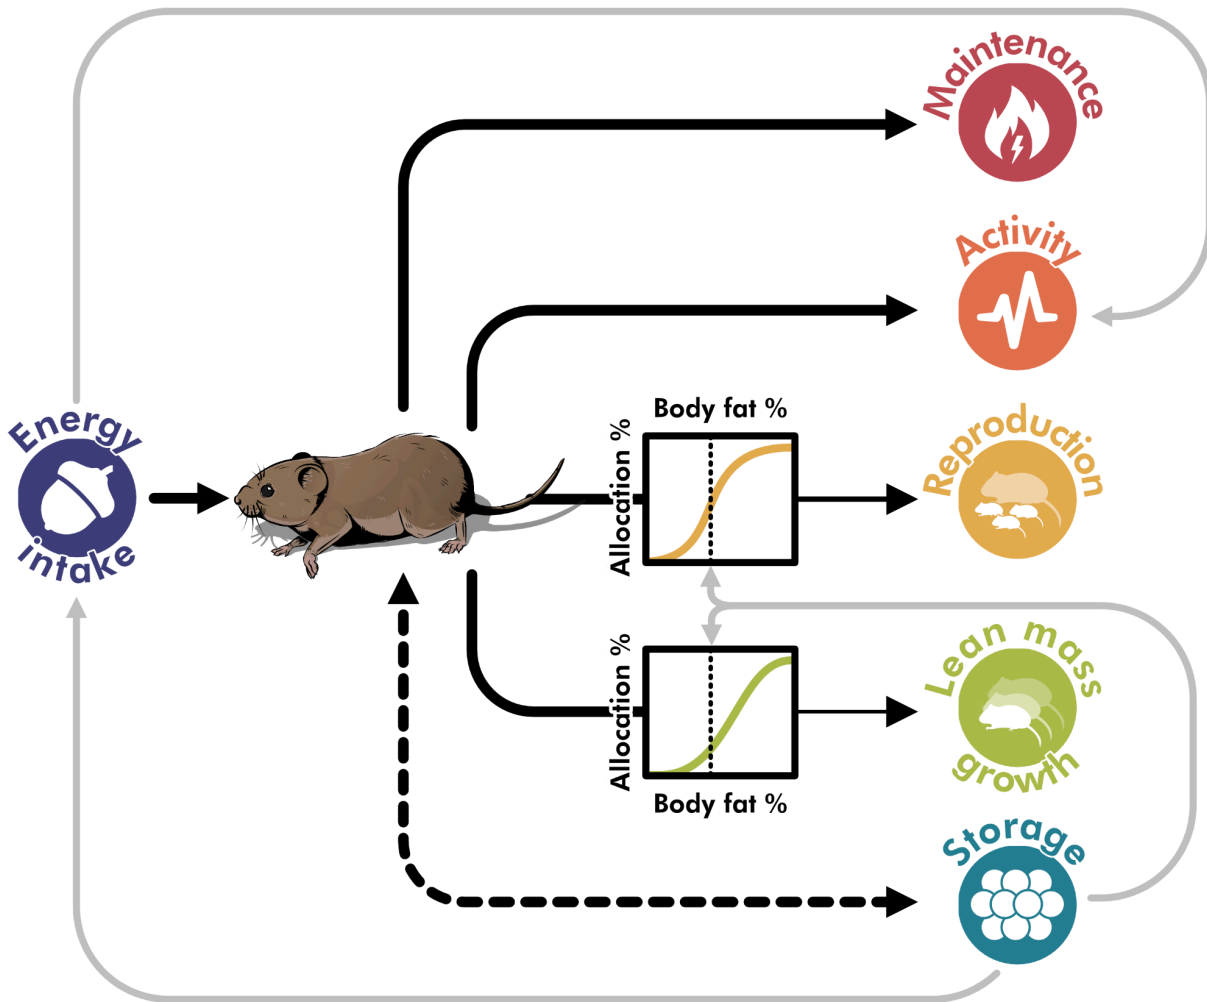 Maintenance
Activity
Energy
intake
Body fat %
Allocation %
Reproduction
Allocation %
Body fat %
Lean mass
growth
Storage